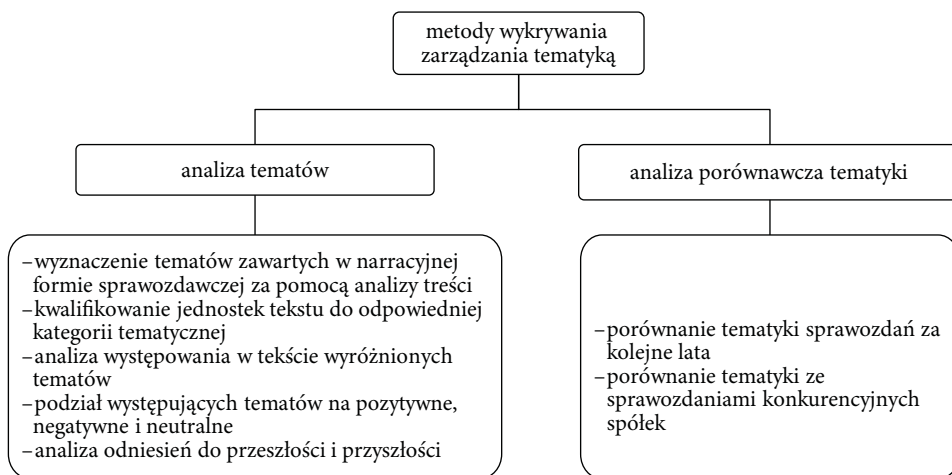 metody wykrywania
zarządzania tematyką
analiza tematów
analiza porównawcza tematyki
–wyznaczenie tematów zawartych w narracyjnej
formie sprawozdawczej za pomocą analizy treści
–kwalifikowanie jednostek tekstu do odpowiedniej
kategorii tematycznej
–analiza występowania w tekście wyróżnionych
tematów
–podział występujących tematów na pozytywne,
negatywne i neutralne
–analiza odniesień do przeszłości i przyszłości
–porównanie tematyki sprawozdań za
kolejne lata
–porównanie tematyki ze
sprawozdaniami konkurencyjnych
spółek